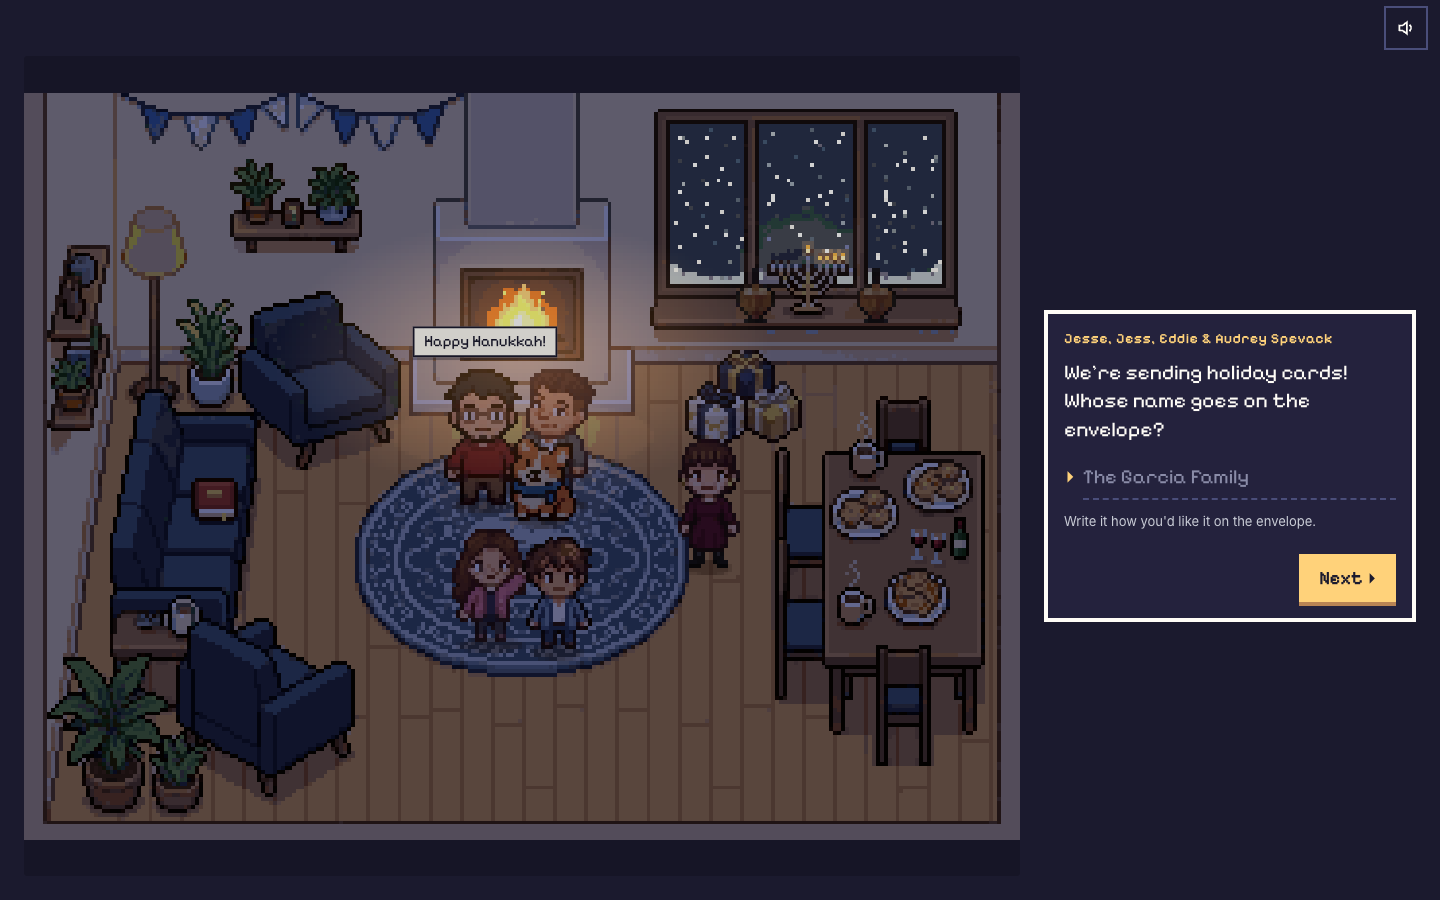 Happy Hanukkah!
Jesse, Jess, Eddie & Audrey Spevack
We're sending holiday cards!
Whose name goes on the
envelope?
The Garcia Family
Write it how you'd like it on the envelope.
Next